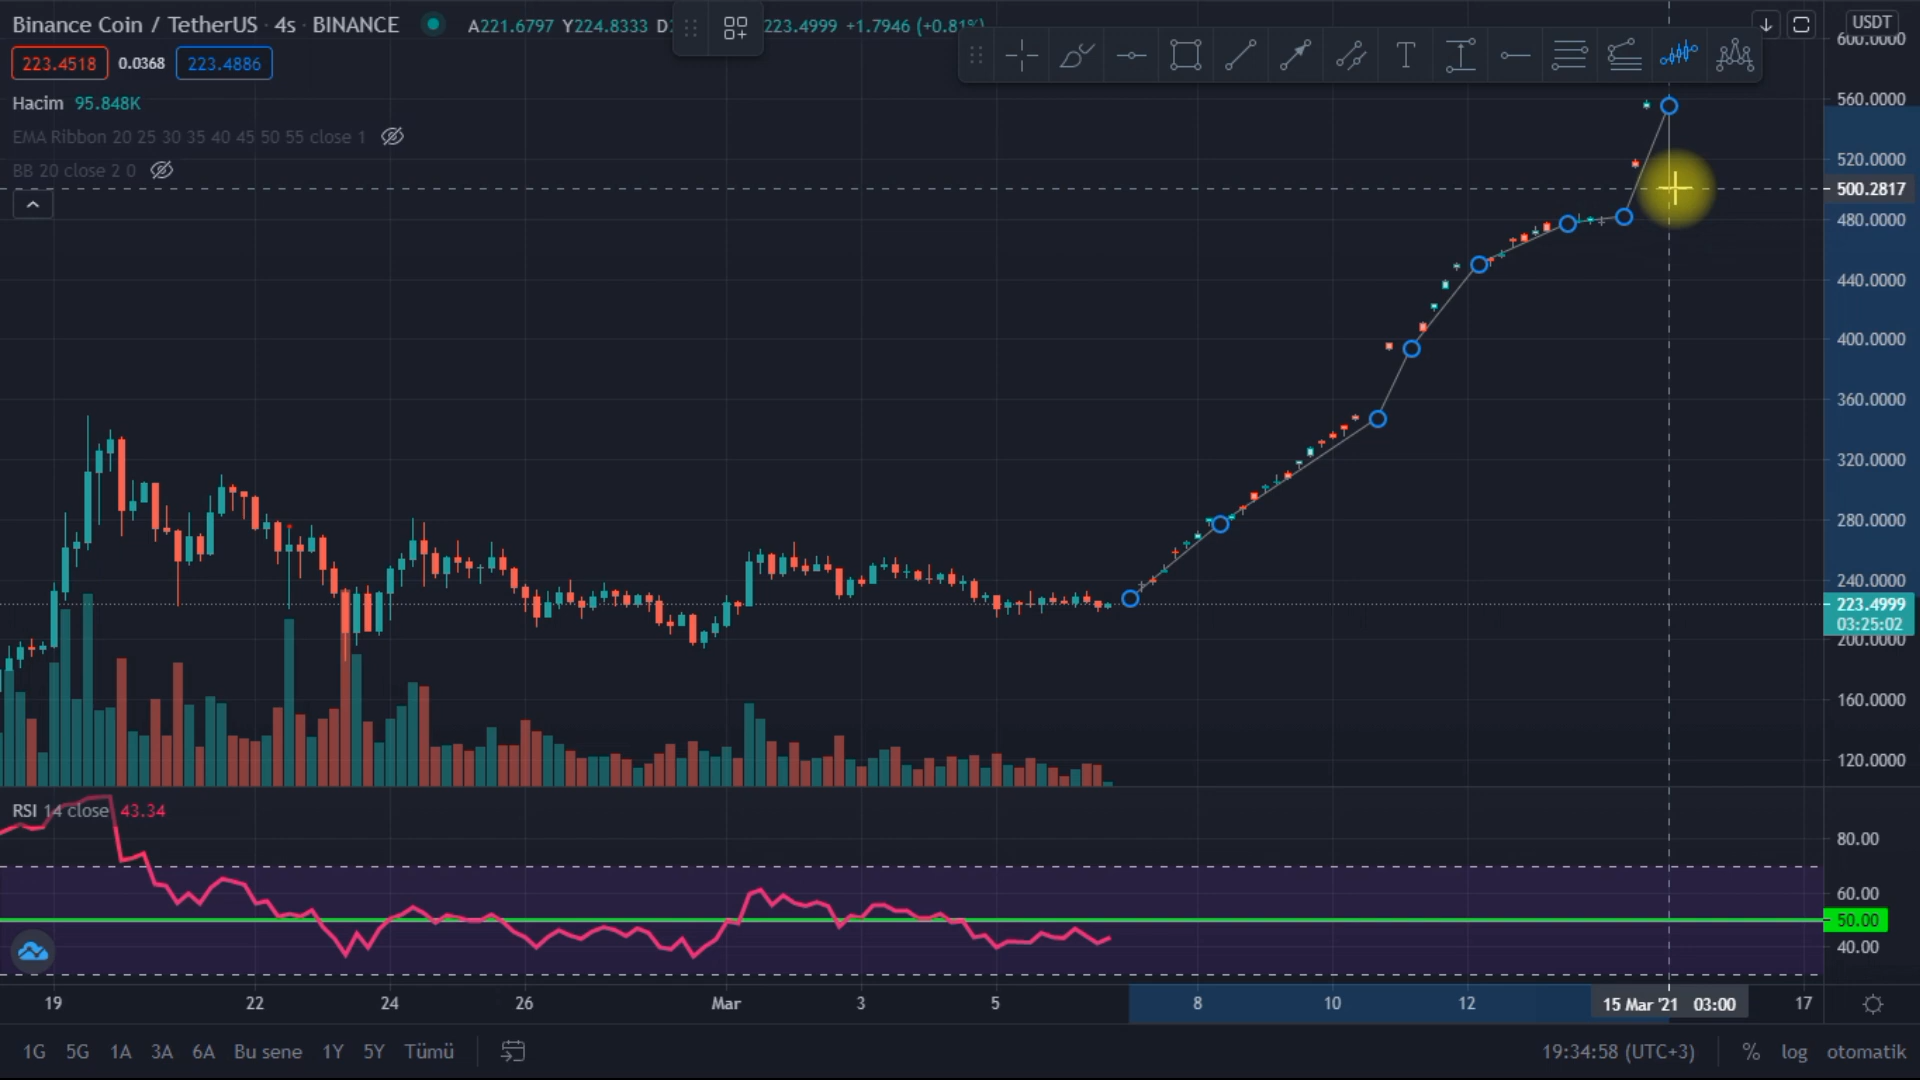 Binance Coin / TetherUS · 4s · BINANCE A221.6797 Y224.8333 223.4999 +1.7946 (+0.81%)
USDT
600.0000
223.4518 0.0368 223.4886
Hacim 95.848K
EMA Ribbon 20 25 30 35 40 45 50 55 close 1
BB 20 close 2 0
T
560.0000
520.0000
500.2817
480.0000
440.0000
400.0000
360.0000
320.0000
280.0000
240.0000
223.4999
03:25:02
200.0000
160.0000
120.0000
RSI 14 close 43.34
80.00
60.00
50.00
40.00
19 22 24 26 Mar 3 5 8 10 12 15 Mar '21 03:00 17
1G 5G 1A 3A 6A Bu sene 1Y 5Y Tümü 19:34:58 (UTC+3) % log otomatik